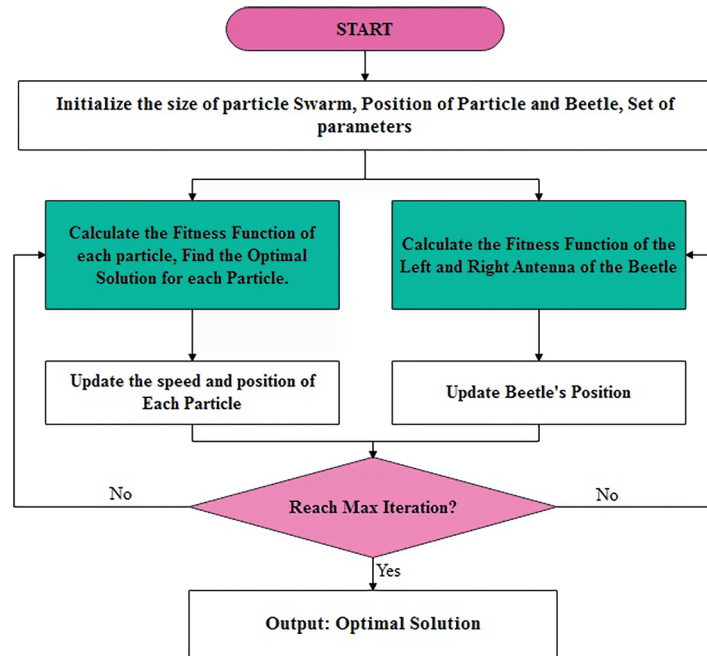 START
Initialize the size of particle Swarm, Position of Particle and Beetle, Set of
parameters
Calculate the Fitness Function of
each particle, Find the Optimal
Solution for each Particle.
Calculate the Fitness Function of the
Left and Right Antenna of the Beetle
Update the speed and position of
Each Particle
Update Beetle's Position
No
Reach Max Iteration?
No
Yes
Output: Optimal Solution